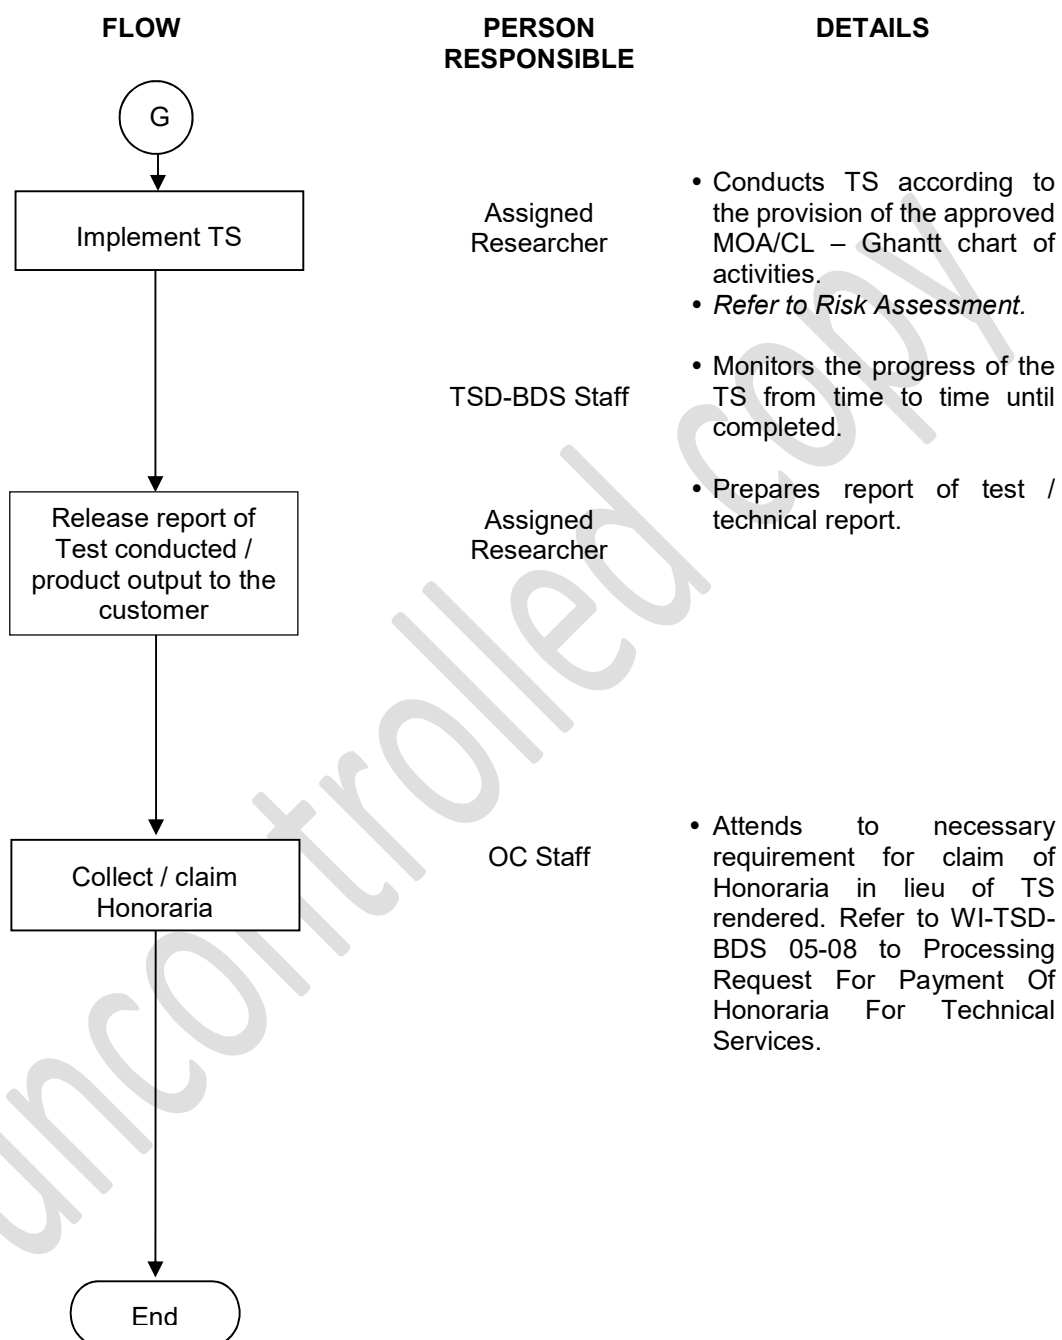 FLOW
PERSON
RESPONSIBLE
DETAILS
G
Implement TS
Assigned
Researcher
• Conducts TS according to
the provision of the approved
MOA/CL – Ghantt chart of
activities.
• Refer to Risk Assessment.
TSD-BDS Staff
• Monitors the progress of the
TS from time to time until
completed.
Release report of
Test conducted /
product output to the
customer
Assigned
Researcher
• Prepares report of test /
technical report.
Collect / claim
Honoraria
OC Staff
• Attends to necessary
requirement for claim of
Honoraria in lieu of TS
rendered. Refer to WI-TSD-
BDS 05-08 to Processing
Request For Payment Of
Honoraria For Technical
Services.
End
uncontrolled copy